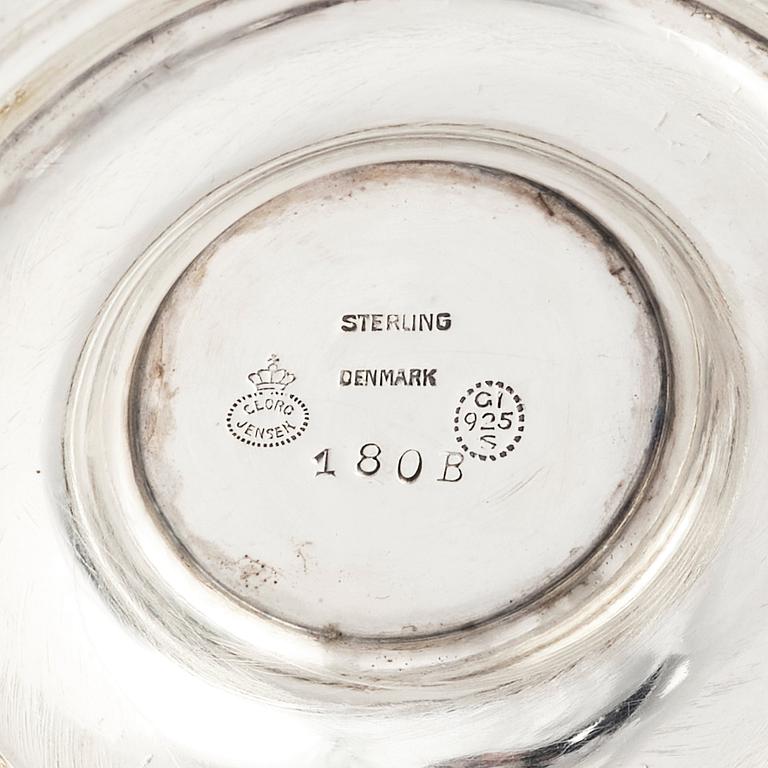 STERLING
DENMARK
GEORG
JENSEN
GI
925
S
180B